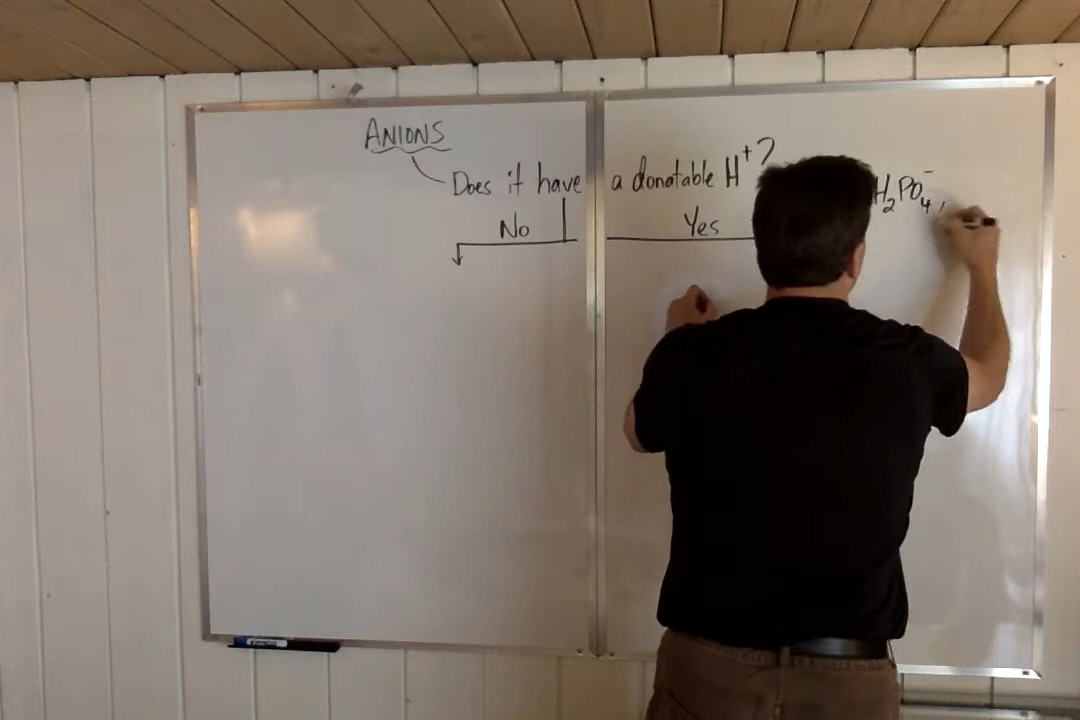 ANIONS
Does it have a donatable H⁺?
H₂PO₄⁻,
No
Yes